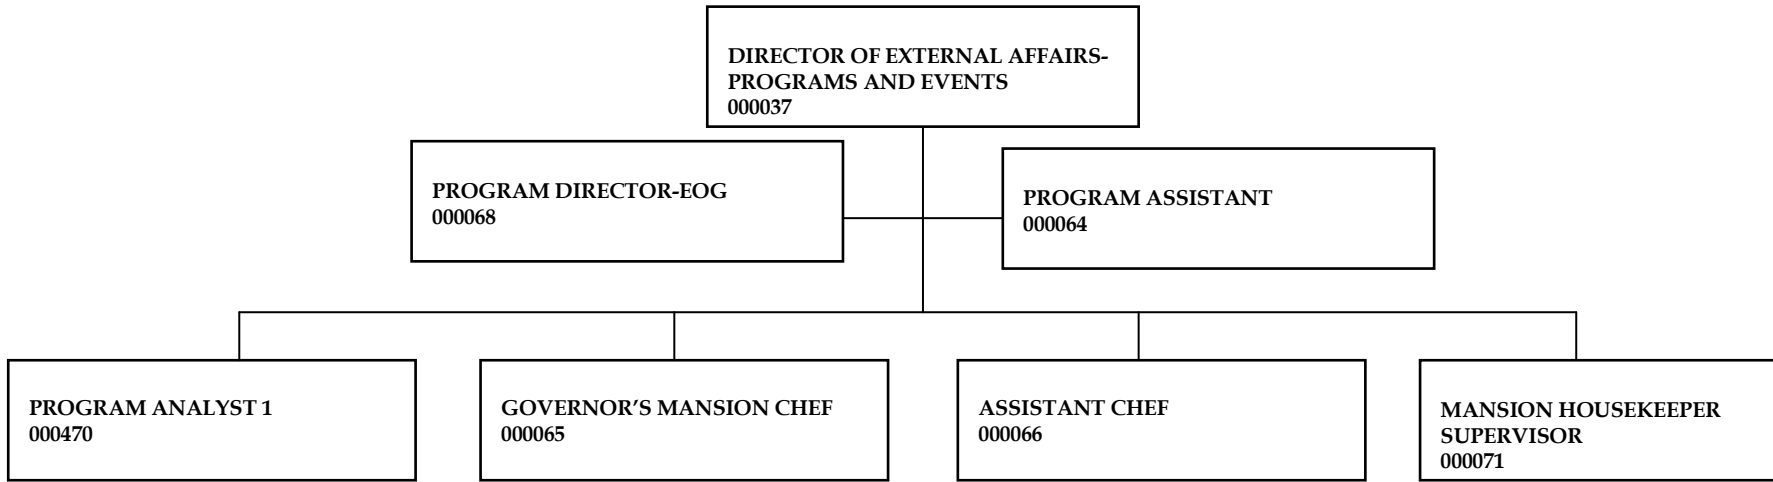 DIRECTOR OF EXTERNAL AFFAIRS-
PROGRAMS AND EVENTS
000037
PROGRAM DIRECTOR-EOG
000068
PROGRAM ASSISTANT
000064
PROGRAM ANALYST 1
000470
GOVERNOR’S MANSION CHEF
000065
ASSISTANT CHEF
000066
MANSION HOUSEKEEPER
SUPERVISOR
000071